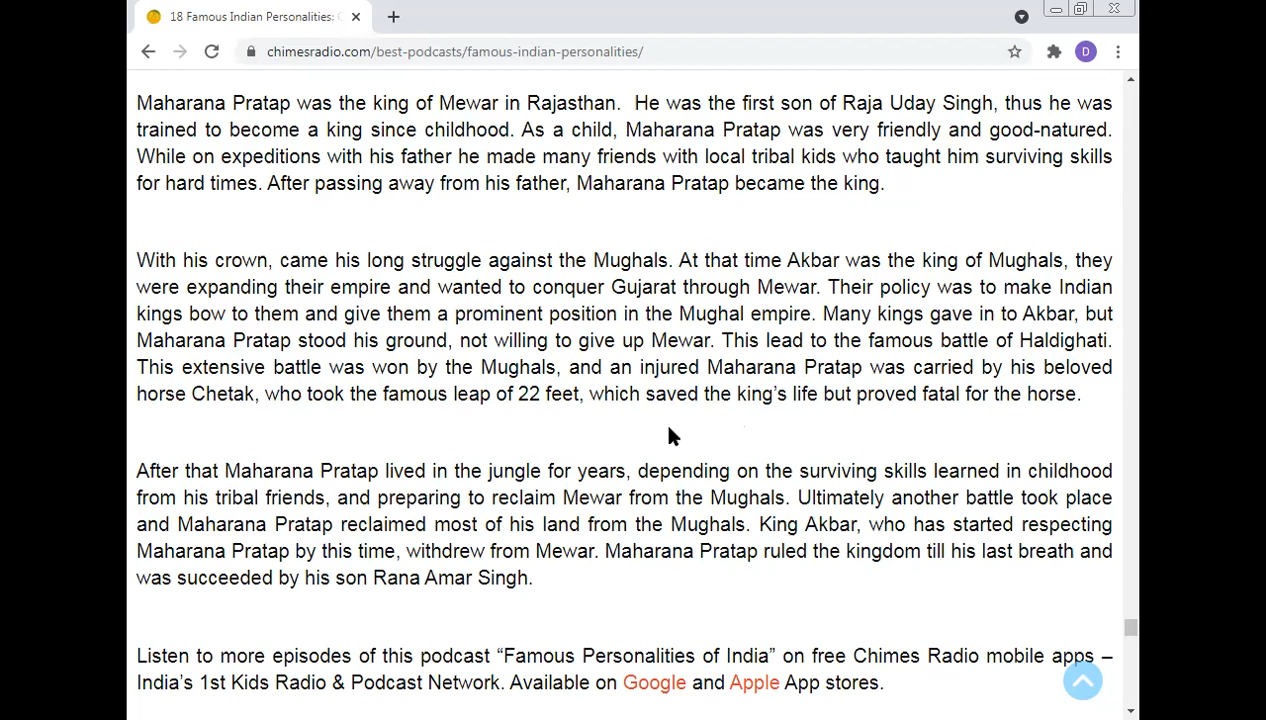 18 Famous Indian Personalities:
chimesradio.com/best-podcasts/famous-indian-personalities/
D
Maharana Pratap was the king of Mewar in Rajasthan.  He was the first son of Raja Uday Singh, thus he was
trained to become a king since childhood. As a child, Maharana Pratap was very friendly and good-natured.
While on expeditions with his father he made many friends with local tribal kids who taught him surviving skills
for hard times. After passing away from his father, Maharana Pratap became the king.
With his crown, came his long struggle against the Mughals. At that time Akbar was the king of Mughals, they
were expanding their empire and wanted to conquer Gujarat through Mewar. Their policy was to make Indian
kings bow to them and give them a prominent position in the Mughal empire. Many kings gave in to Akbar, but
Maharana Pratap stood his ground, not willing to give up Mewar. This lead to the famous battle of Haldighati.
This extensive battle was won by the Mughals, and an injured Maharana Pratap was carried by his beloved
horse Chetak, who took the famous leap of 22 feet, which saved the king’s life but proved fatal for the horse.
After that Maharana Pratap lived in the jungle for years, depending on the surviving skills learned in childhood
from his tribal friends, and preparing to reclaim Mewar from the Mughals. Ultimately another battle took place
and Maharana Pratap reclaimed most of his land from the Mughals. King Akbar, who has started respecting
Maharana Pratap by this time, withdrew from Mewar. Maharana Pratap ruled the kingdom till his last breath and
was succeeded by his son Rana Amar Singh.
Listen to more episodes of this podcast “Famous Personalities of India” on free Chimes Radio mobile apps –
India’s 1st Kids Radio & Podcast Network. Available on Google and Apple App stores.